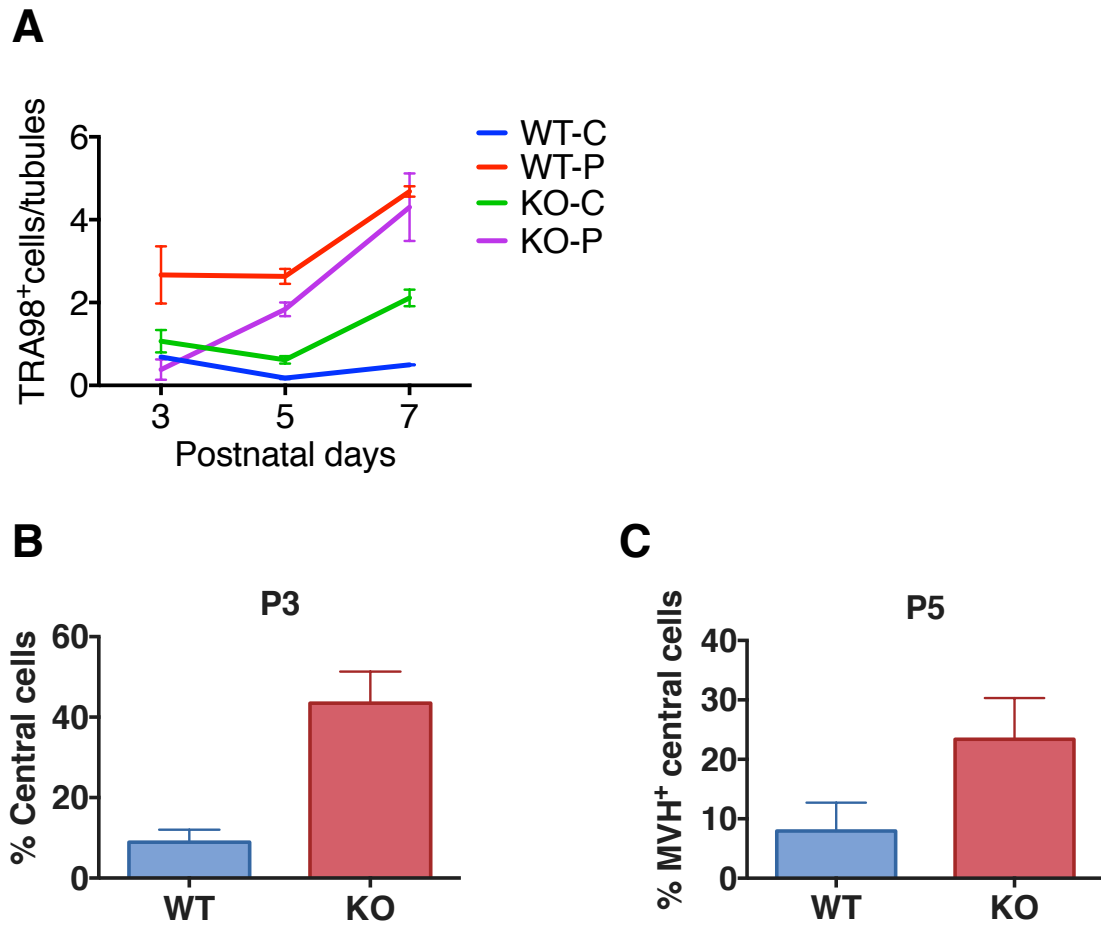 A
TRA98⁺cells/tubules
6
4
2
0
3 5 7
Postnatal days
WT-C
WT-P
KO-C
KO-P
B
P3
% Central cells
60
40
20
0
WT KO
C
P5
% MVH⁺ central cells
40
30
20
10
0
WT KO